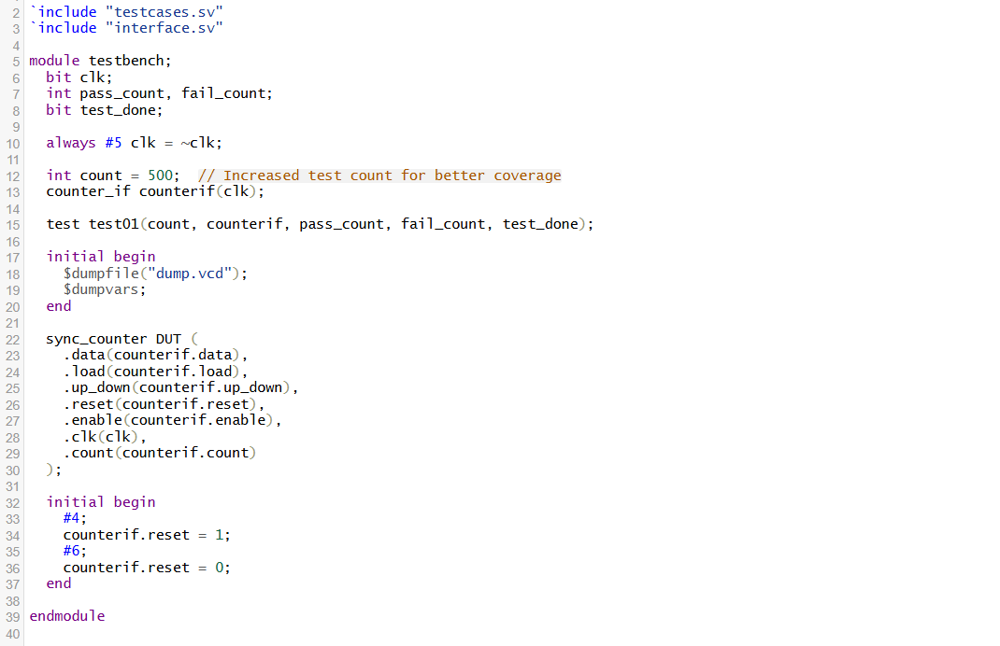 2 `include "testcases.sv"
3 `include "interface.sv"
4
5 module testbench;
6   bit clk;
7   int pass_count, fail_count;
8   bit test_done;
9
10   always #5 clk = ~clk;
11
12   int count = 500;  // Increased test count for better coverage
13   counter_if counterif(clk);
14
15   test test01(count, counterif, pass_count, fail_count, test_done);
16
17   initial begin
18     $dumpfile("dump.vcd");
19     $dumpvars;
20   end
21
22   sync_counter DUT (
23     .data(counterif.data),
24     .load(counterif.load),
25     .up_down(counterif.up_down),
26     .reset(counterif.reset),
27     .enable(counterif.enable),
28     .clk(clk),
29     .count(counterif.count)
30   );
31
32   initial begin
33     #4;
34     counterif.reset = 1;
35     #6;
36     counterif.reset = 0;
37   end
38
39 endmodule
40